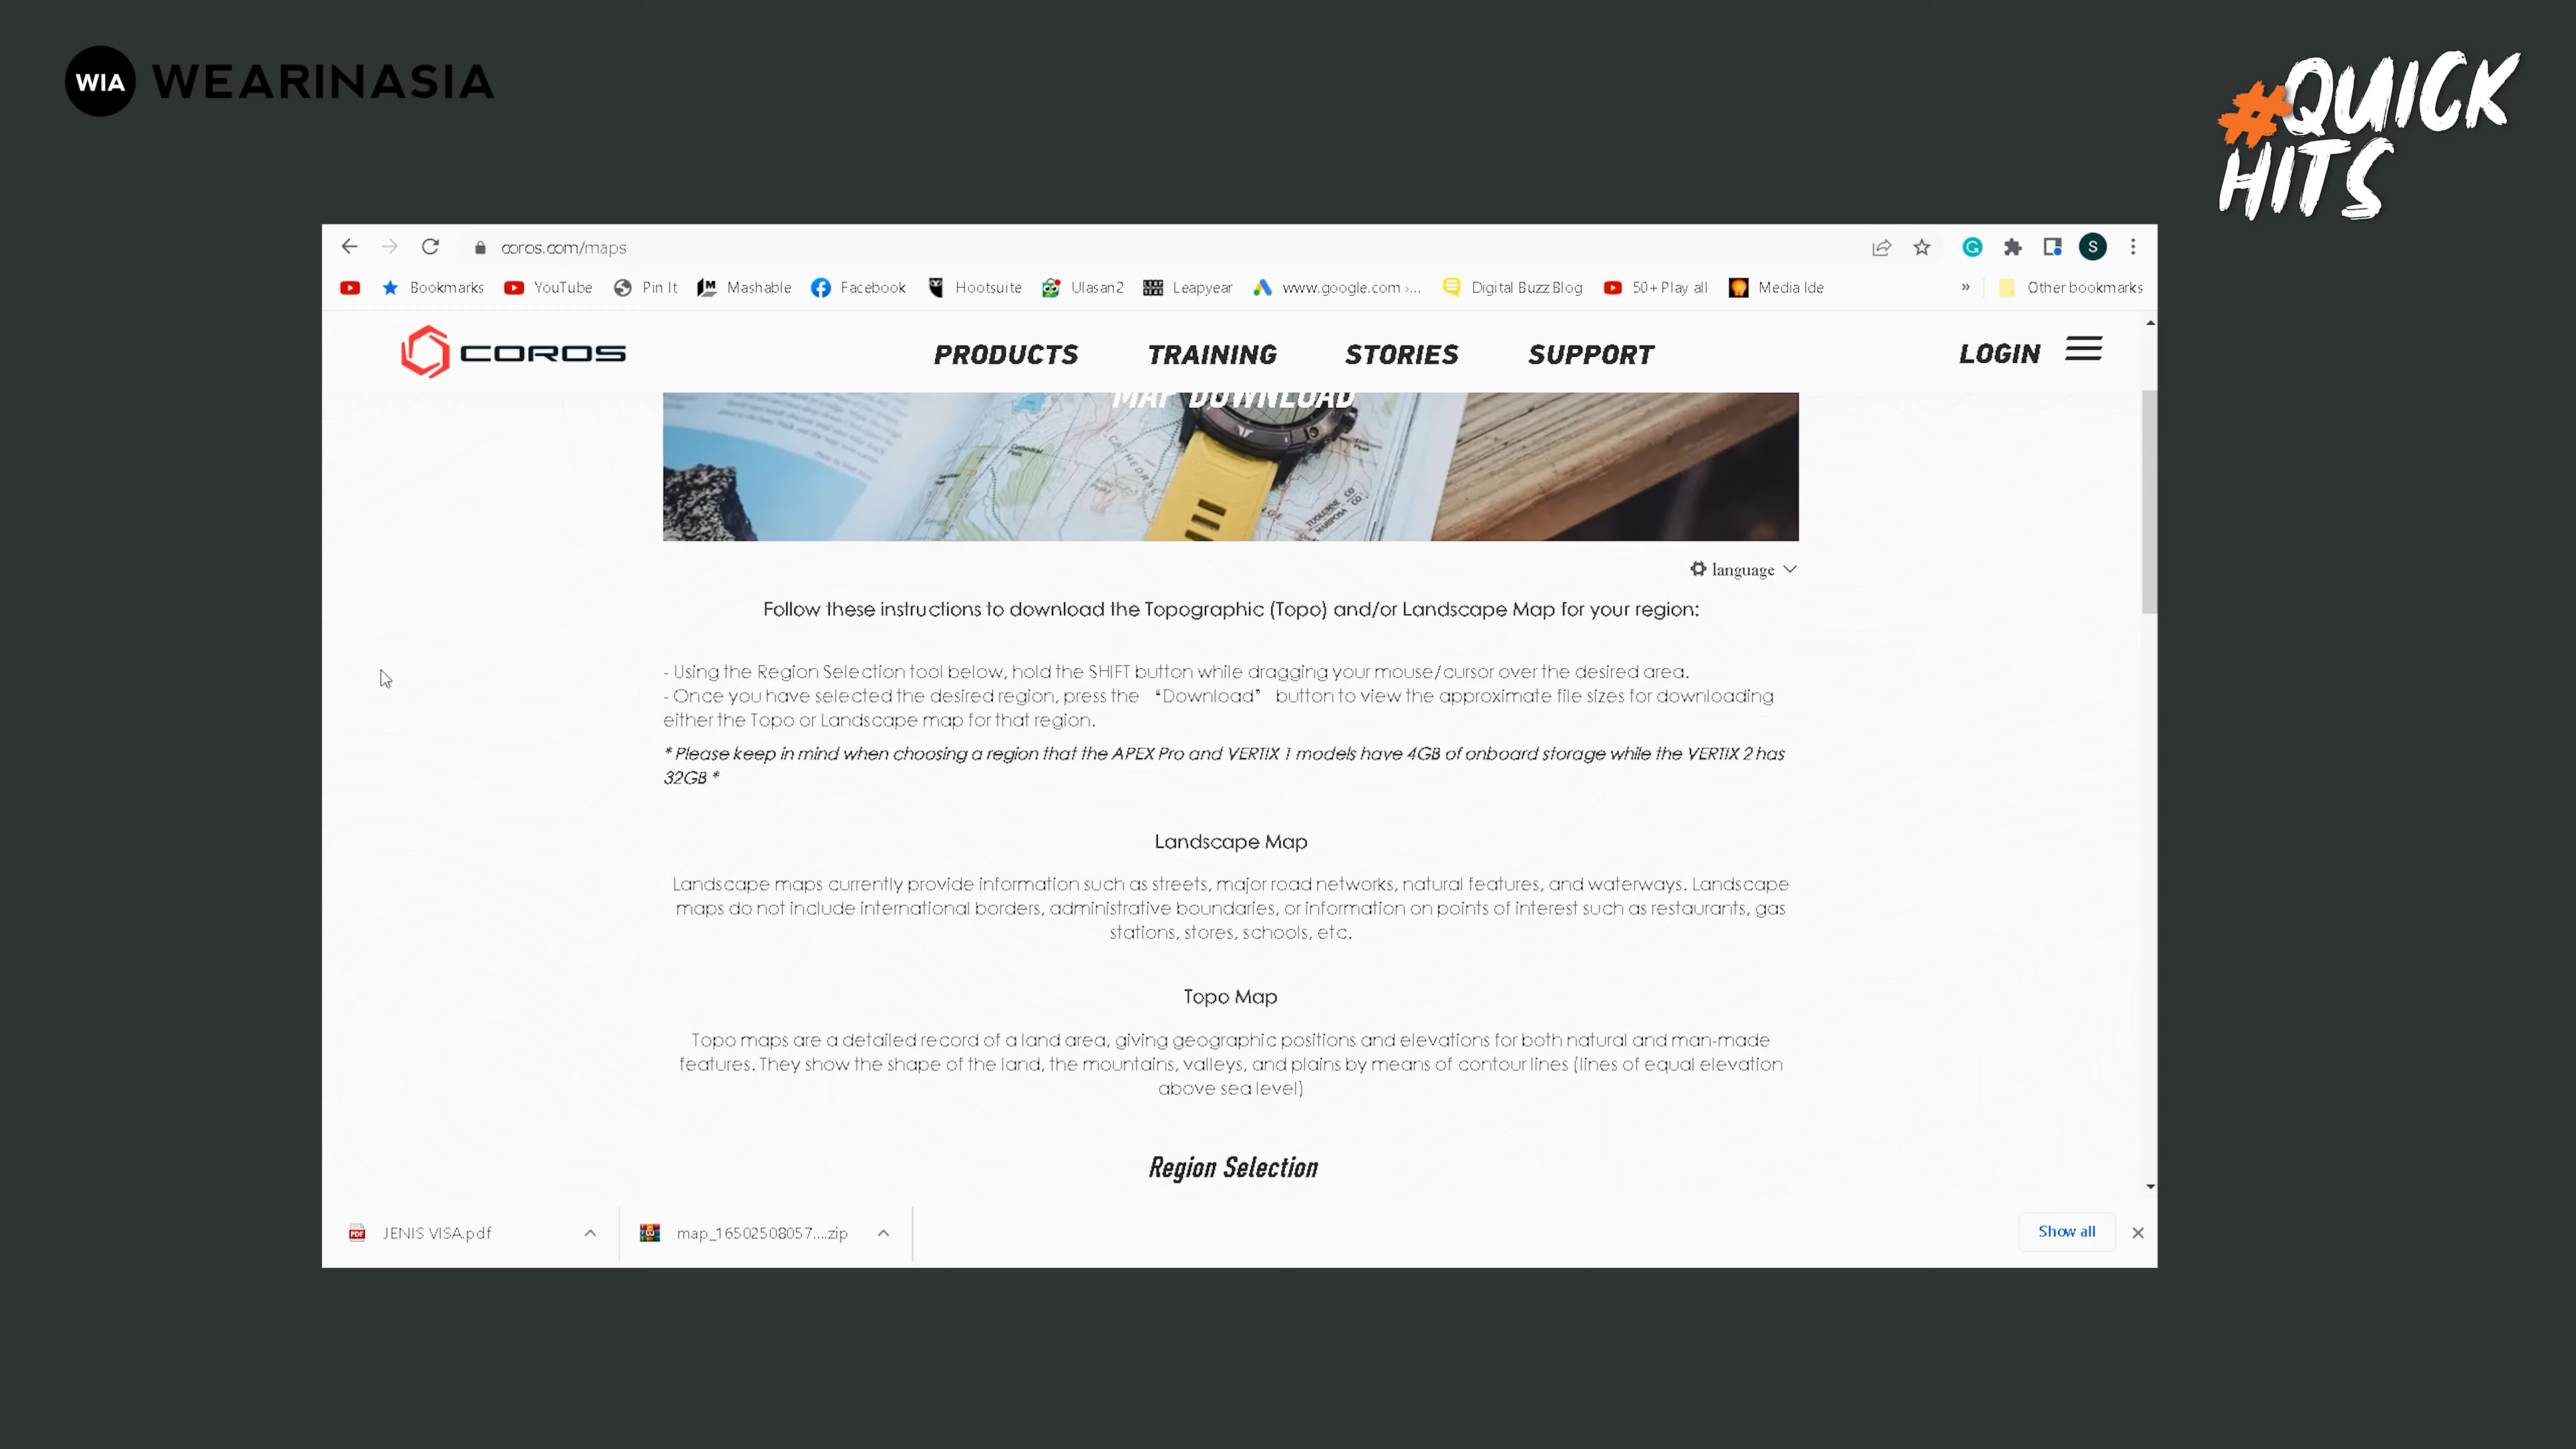 WIA WEARINASIA
#QUICK
HITS
coros.com/maps
S
Bookmarks YouTube Pin It Mashable Facebook Hootsuite Ulasan2 Leapyear www.google.com ›... Digital Buzz Blog 50+ Play all Media Ide » Other bookmarks
COROS PRODUCTS TRAINING STORIES SUPPORT LOGIN
MAP DOWNLOAD
language
Follow these instructions to download the Topographic (Topo) and/or Landscape Map for your region:
- Using the Region Selection tool below, hold the SHIFT button while dragging your mouse/cursor over the desired area.
- Once you have selected the desired region, press the “Download” button to view the approximate file sizes for downloading
either the Topo or Landscape map for that region.
* Please keep in mind when choosing a region that the APEX Pro and VERTIX 1 models have 4GB of onboard storage while the VERTIX 2 has
32GB *
Landscape Map
Landscape maps currently provide information such as streets, major road networks, natural features, and waterways. Landscape
maps do not include international borders, administrative boundaries, or information on points of interest such as restaurants, gas
stations, stores, schools, etc.
Topo Map
Topo maps are a detailed record of a land area, giving geographic positions and elevations for both natural and man-made
features. They show the shape of the land, the mountains, valleys, and plains by means of contour lines (lines of equal elevation
above sea level)
Region Selection
JENIS VISA.pdf map_16502508057....zip Show all